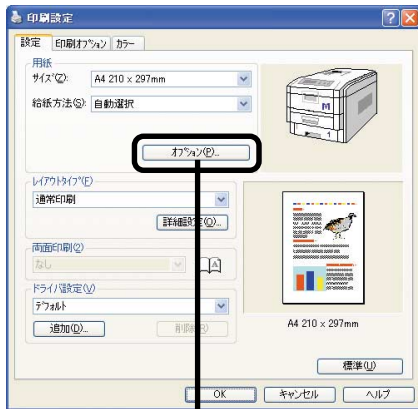 印刷設定
設定 印刷オプション カラー
用紙
サイズ(Z): A4 210 x 297mm
給紙方法(S): 自動選択
オプション(P)...
レイアウトタイプ(F)
通常印刷
詳細設定(O)...
両面印刷(2)
なし
A
ドライバ設定(V)
デフォルト
追加(D)... 削除(R)
M
1
A4 210 x 297mm
標準(U)
OK キャンセル ヘルプ